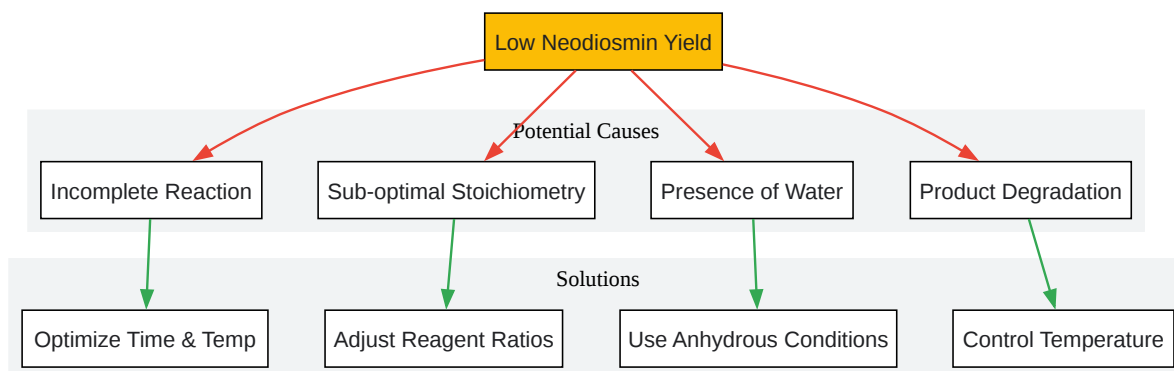 Low Neodiosmin Yield
Potential Causes
Incomplete Reaction
Sub-optimal Stoichiometry
Presence of Water
Product Degradation
Solutions
Optimize Time & Temp
Adjust Reagent Ratios
Use Anhydrous Conditions
Control Temperature